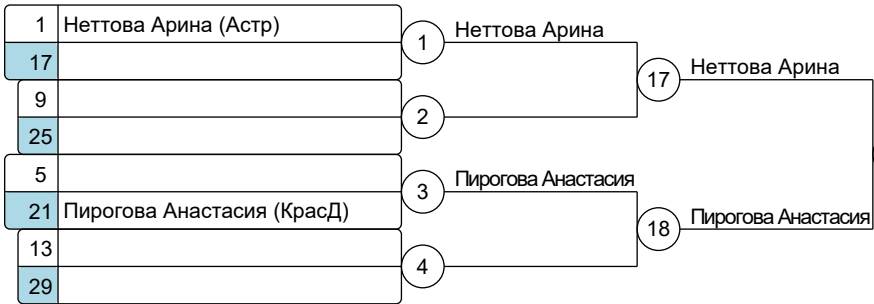 1 Неттова Арина (Астр)
17
9
25
5
21 Пирогова Анастасия (КрасД)
13
29
1 Неттова Арина
2
3 Пирогова Анастасия
4
17 Неттова Арина
18 Пирогова Анастасия